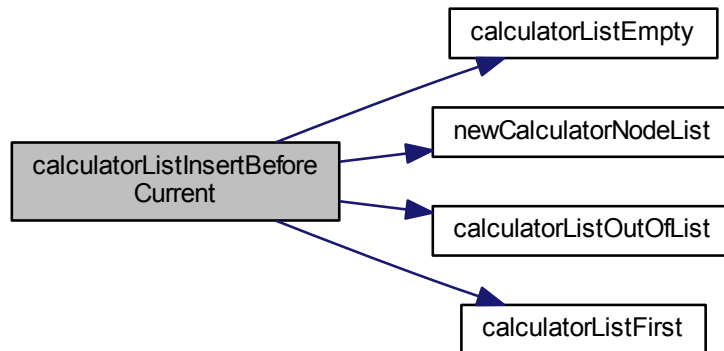 calculatorListEmpty
newCalculatorNodeList
calculatorListInsertBefore
Current
calculatorListOutOfList
calculatorListFirst